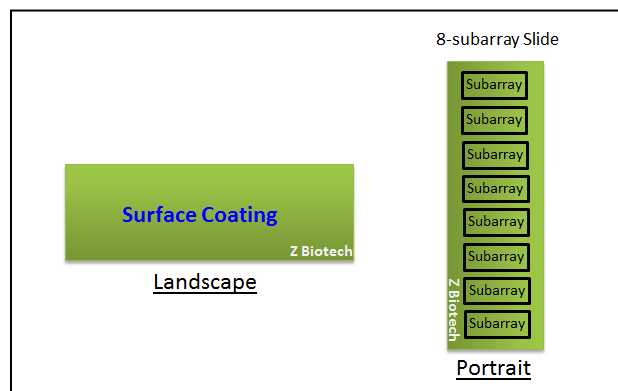 8-subarray Slide
Subarray
Subarray
Subarray
Subarray
Subarray
Subarray
Subarray
Subarray
Z Biotech
Portrait
Surface Coating
Z Biotech
Landscape